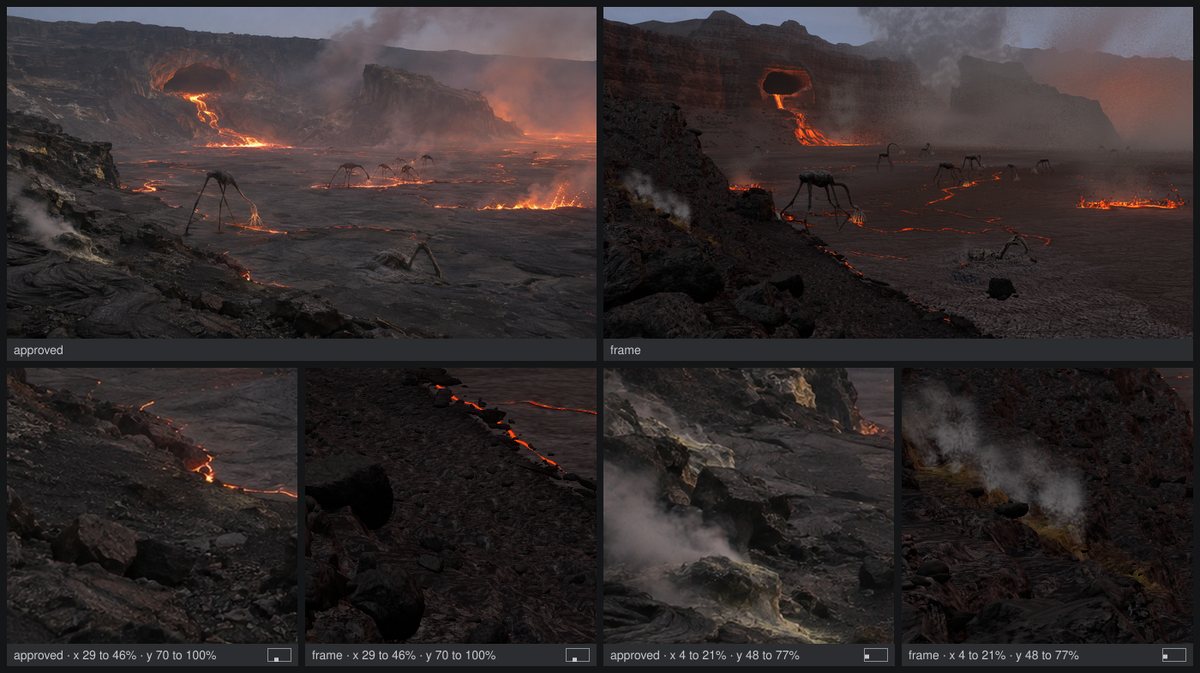 approved
frame
approved · x 29 to 46% · y 70 to 100%
frame · x 29 to 46% · y 70 to 100%
approved · x 4 to 21% · y 48 to 77%
frame · x 4 to 21% · y 48 to 77%